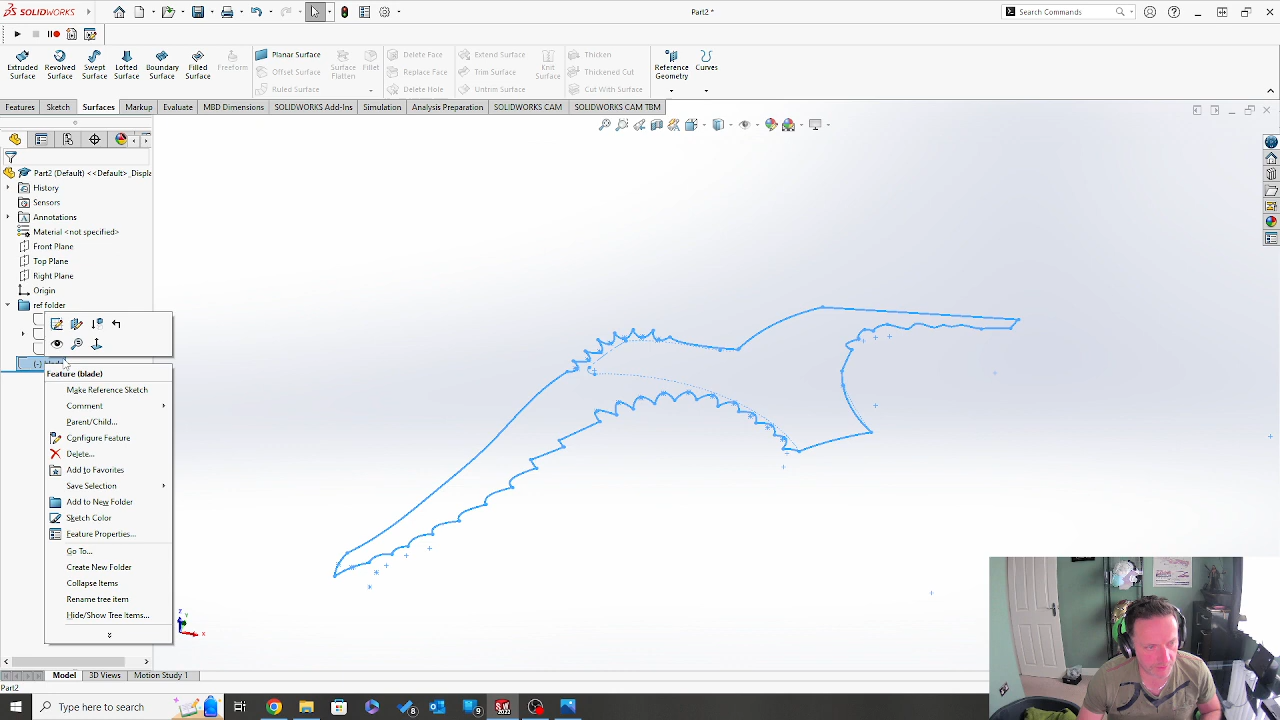 SOLIDWORKS
Part2 *
Search Commands
Extruded Surface
Revolved Surface
Swept Surface
Lofted Surface
Boundary Surface
Filled Surface
Freeform
Planar Surface
Offset Surface
Ruled Surface
Surface Flatten
Fillet
Delete Face
Replace Face
Delete Hole
Extend Surface
Trim Surface
Untrim Surface
Knit Surface
Thicken
Thickened Cut
Cut With Surface
Reference Geometry
Curves
Features
Sketch
Surfaces
Markup
Evaluate
MBD Dimensions
SOLIDWORKS Add-Ins
Simulation
Analysis Preparation
SOLIDWORKS CAM
SOLIDWORKS CAM TBM
Part2 (Default) <<Default>_Displa
History
Sensors
Annotations
Material <not specified>
Front Plane
Top Plane
Right Plane
Origin
ref folder
Feature (blade)
Make Reference Sketch
Comment
Parent/Child...
Configure Feature
Delete...
Add to Favorites
Save Selection
Add to New Folder
Sketch Color
Feature Properties...
Go To...
Create New Folder
Collapse Items
Rename tree item
Hide/Show Tree Items...
Model
3D Views
Motion Study 1
Part2
Type here to search